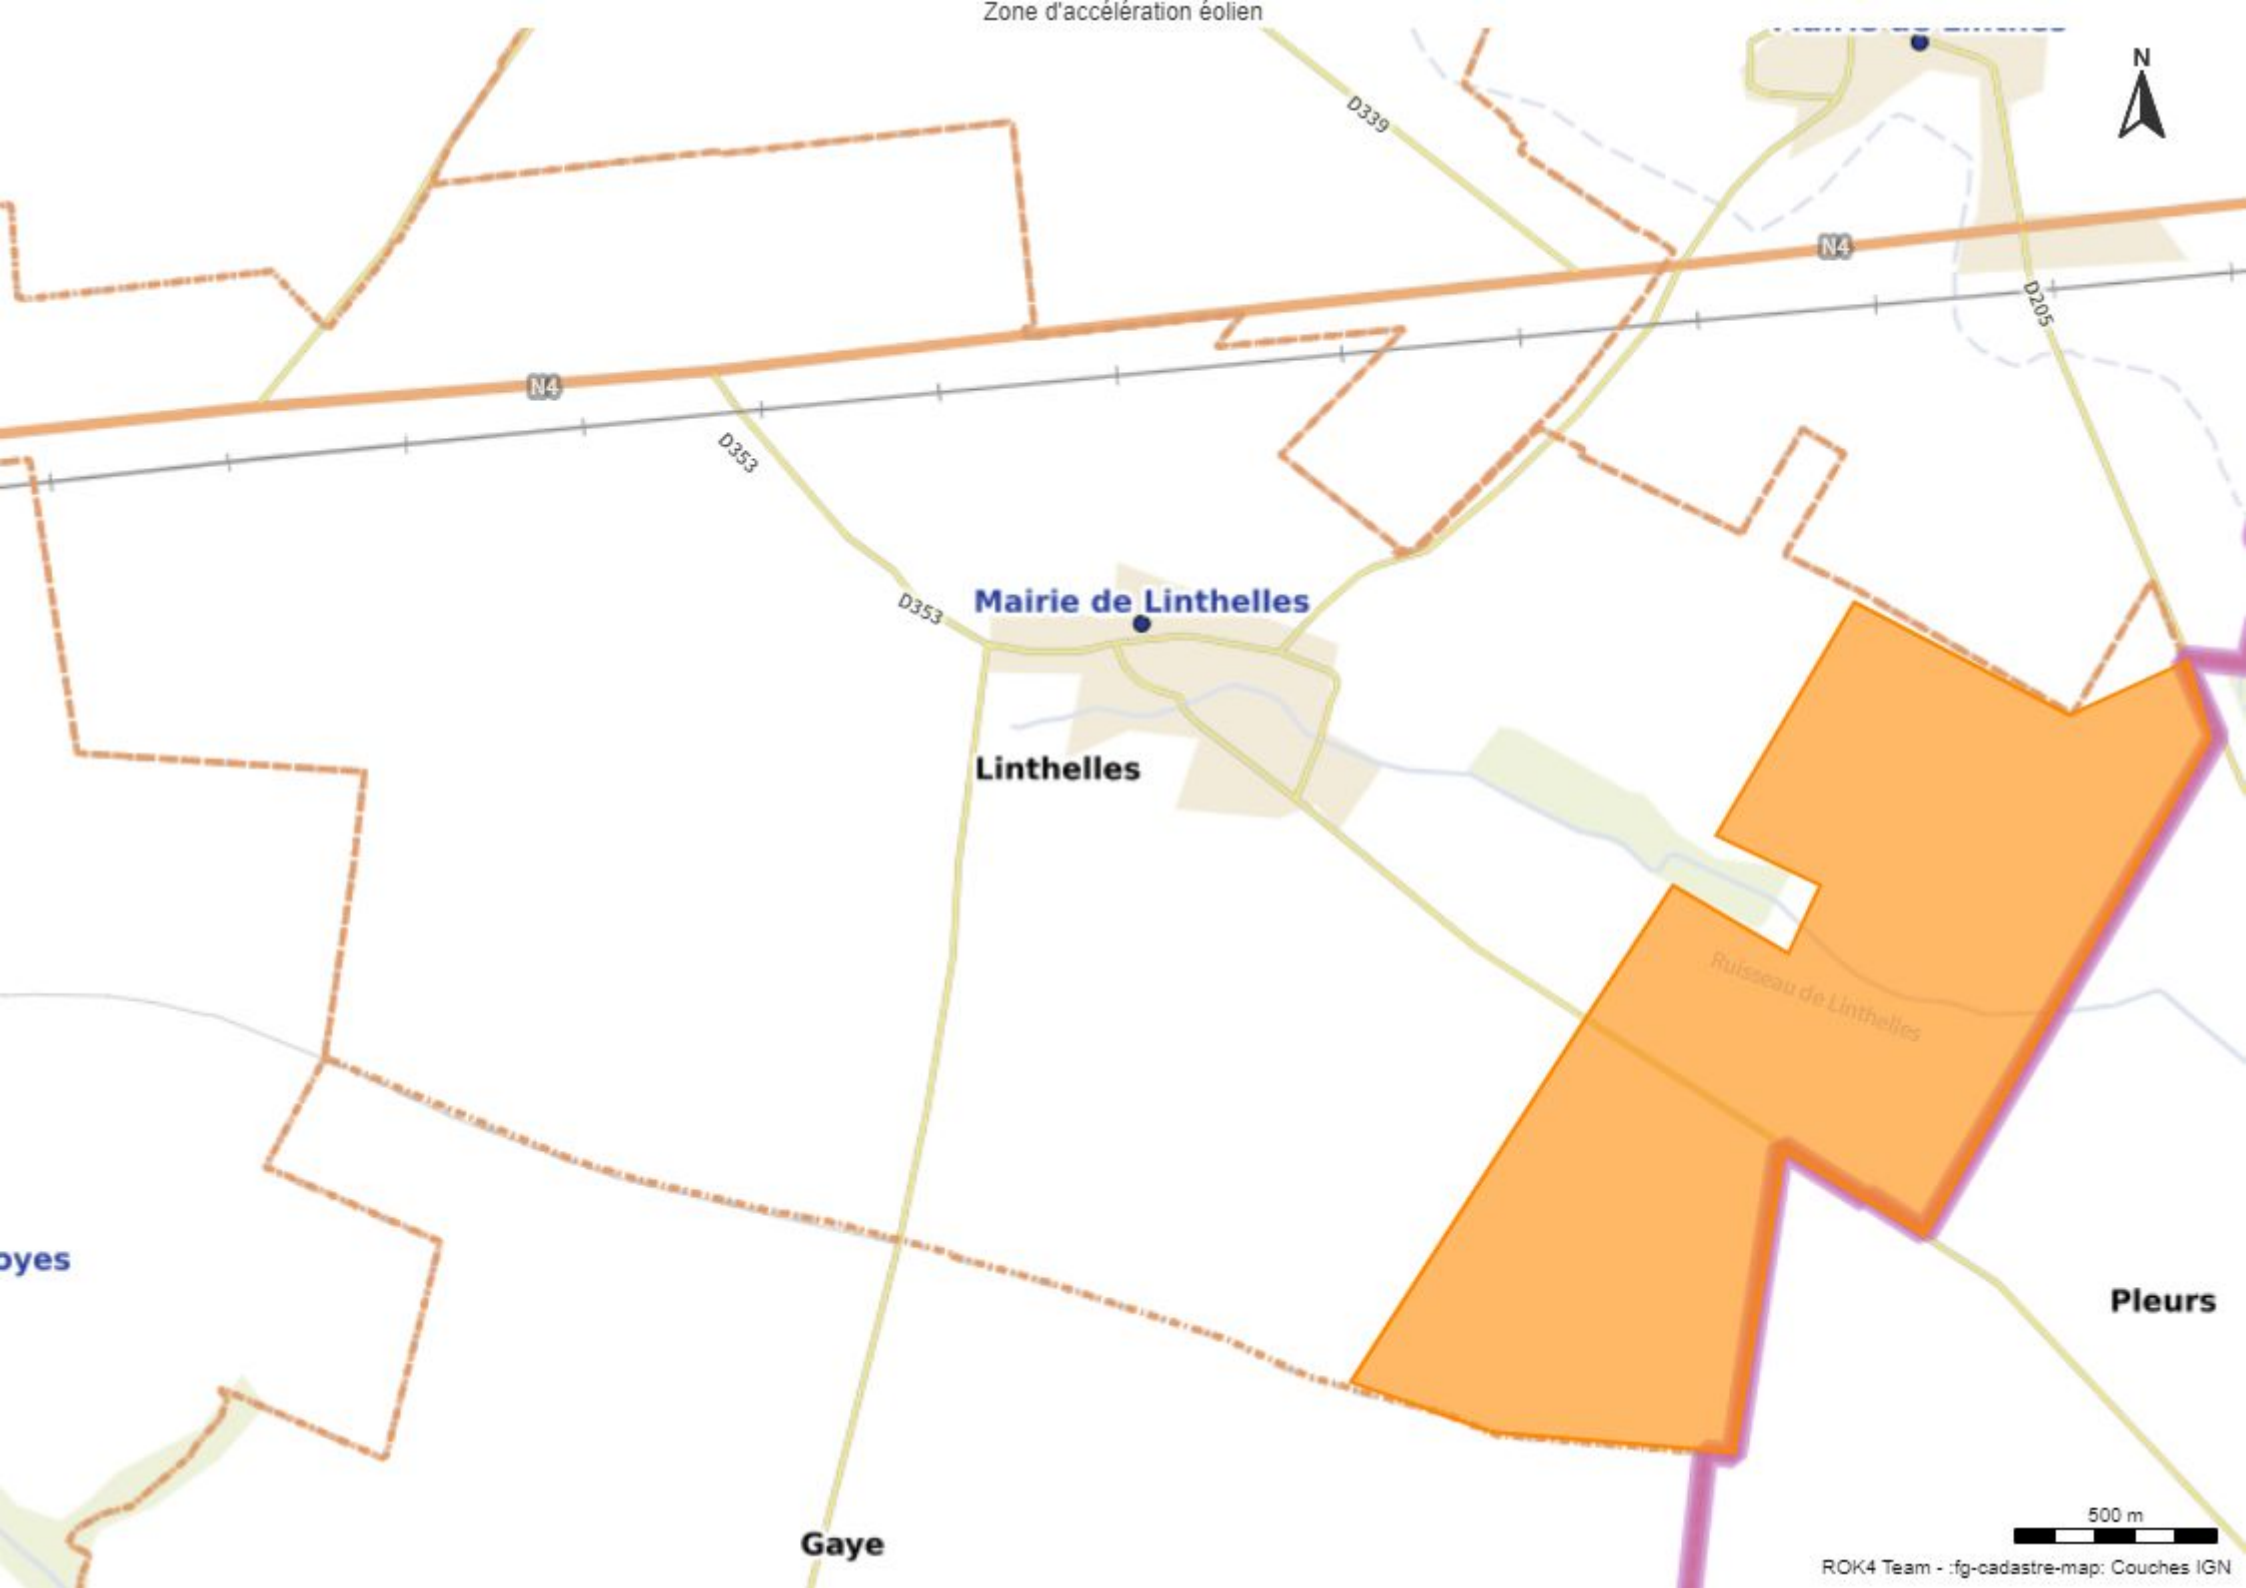 Zone d'accélération éolien
N
D339
N4
D205
N4
D353
D353
Mairie de Linthelles
Linthelles
Ruisseau de Linthelles
oyes
Pleurs
Gaye
500 m
ROK4 Team - :fg-cadastre-map: Couches IGN